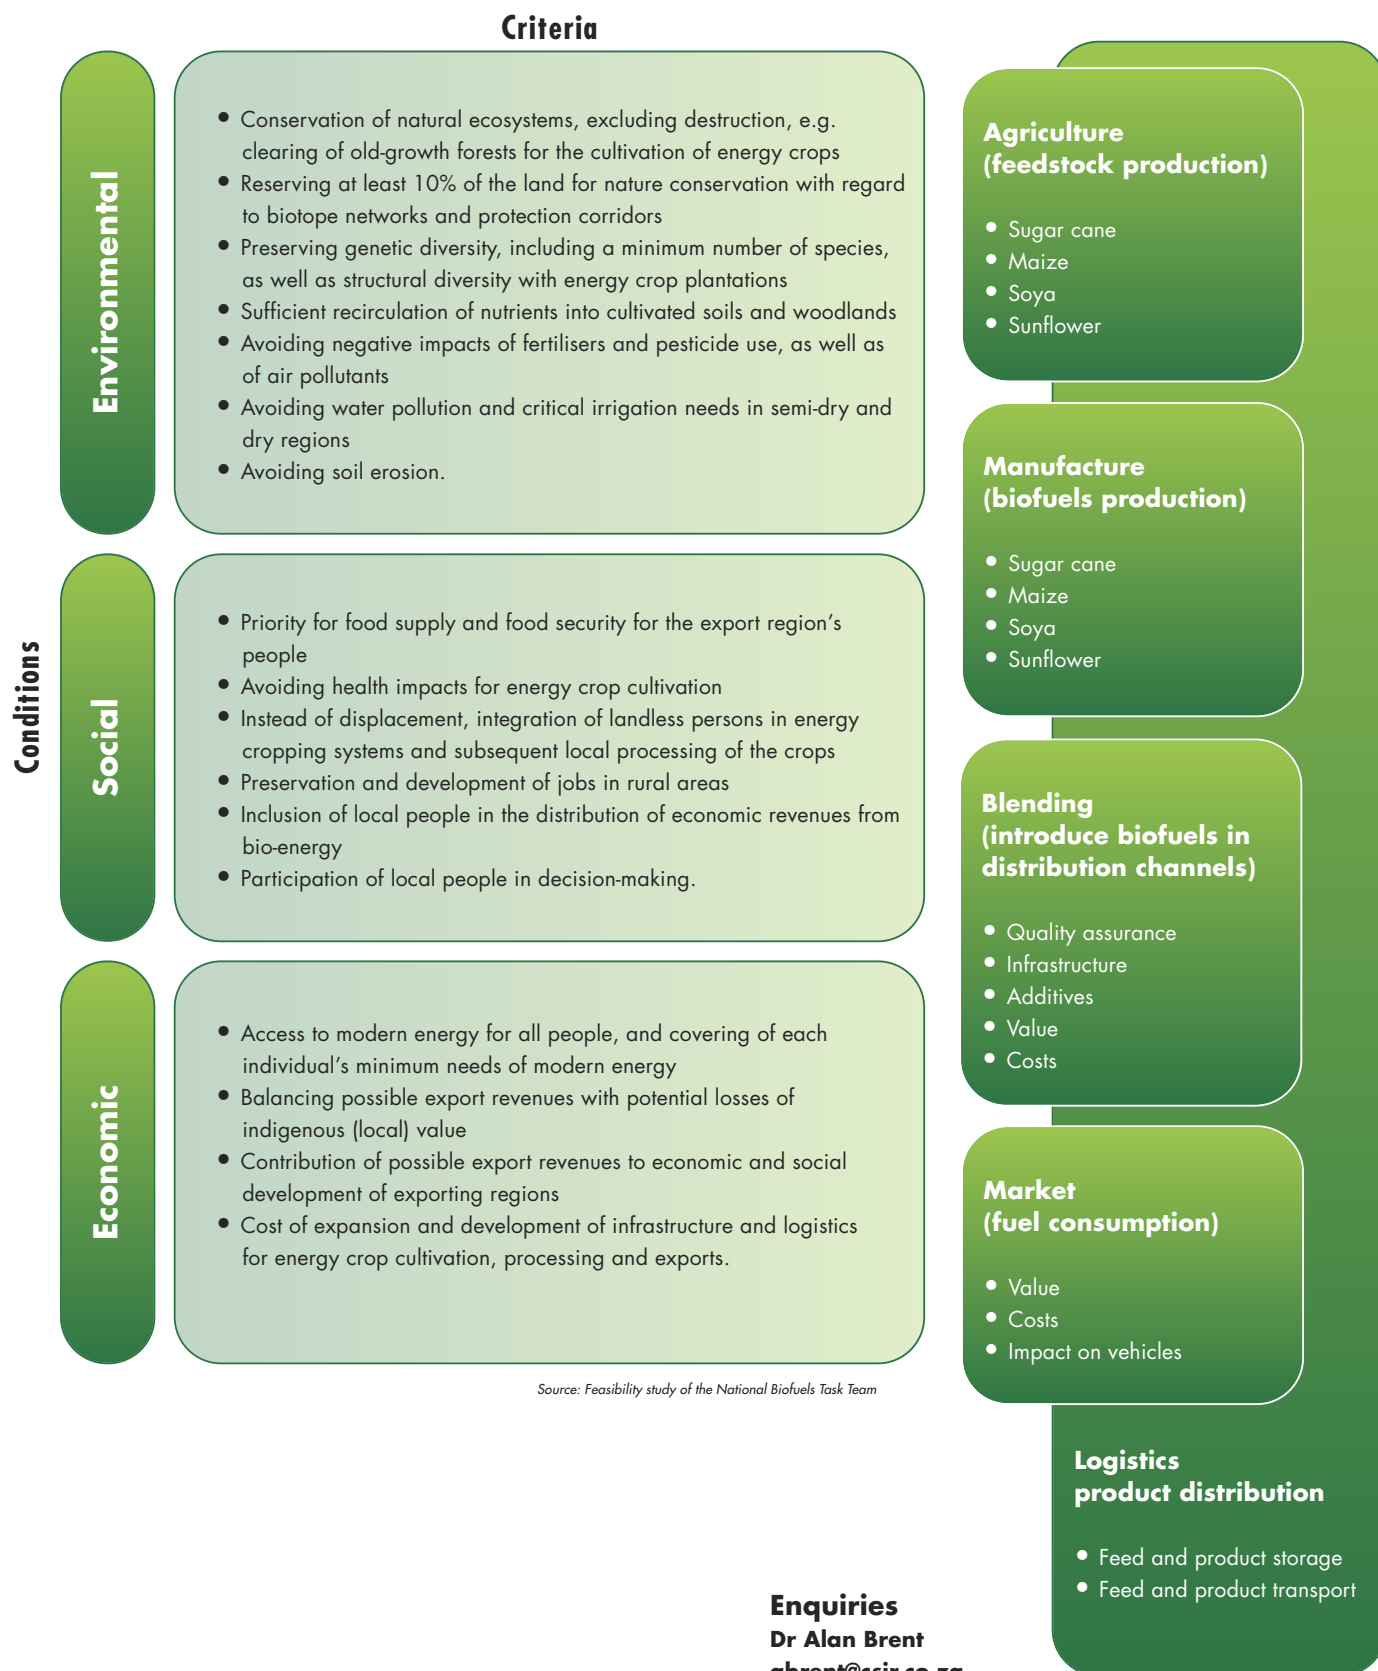 Criteria
Conditions
Environmental
• Conservation of natural ecosystems, excluding destruction, e.g.
clearing of old-growth forests for the cultivation of energy crops
• Reserving at least 10% of the land for nature conservation with regard
to biotope networks and protection corridors
• Preserving genetic diversity, including a minimum number of species,
as well as structural diversity with energy crop plantations
• Sufficient recirculation of nutrients into cultivated soils and woodlands
• Avoiding negative impacts of fertilisers and pesticide use, as well as
of air pollutants
• Avoiding water pollution and critical irrigation needs in semi-dry and
dry regions
• Avoiding soil erosion.
Social
• Priority for food supply and food security for the export region’s
people
• Avoiding health impacts for energy crop cultivation
• Instead of displacement, integration of landless persons in energy
cropping systems and subsequent local processing of the crops
• Preservation and development of jobs in rural areas
• Inclusion of local people in the distribution of economic revenues from
bio-energy
• Participation of local people in decision-making.
Economic
• Access to modern energy for all people, and covering of each
individual’s minimum needs of modern energy
• Balancing possible export revenues with potential losses of
indigenous (local) value
• Contribution of possible export revenues to economic and social
development of exporting regions
• Cost of expansion and development of infrastructure and logistics
for energy crop cultivation, processing and exports.
Source: Feasibility study of the National Biofuels Task Team
Agriculture
(feedstock production)
• Sugar cane
• Maize
• Soya
• Sunflower
Manufacture
(biofuels production)
• Sugar cane
• Maize
• Soya
• Sunflower
Blending
(introduce biofuels in
distribution channels)
• Quality assurance
• Infrastructure
• Additives
• Value
• Costs
Market
(fuel consumption)
• Value
• Costs
• Impact on vehicles
Logistics
product distribution
• Feed and product storage
• Feed and product transport
Enquiries
Dr Alan Brent
abrent@csir.co.za